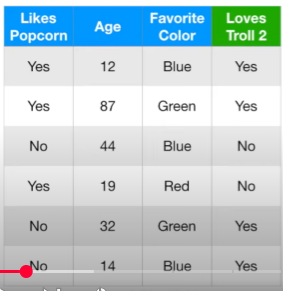 Likes Popcorn Age Favorite Color Loves Troll 2
Yes 12 Blue Yes
Yes 87 Green Yes
No 44 Blue No
Yes 19 Red No
No 32 Green Yes
No 14 Blue Yes